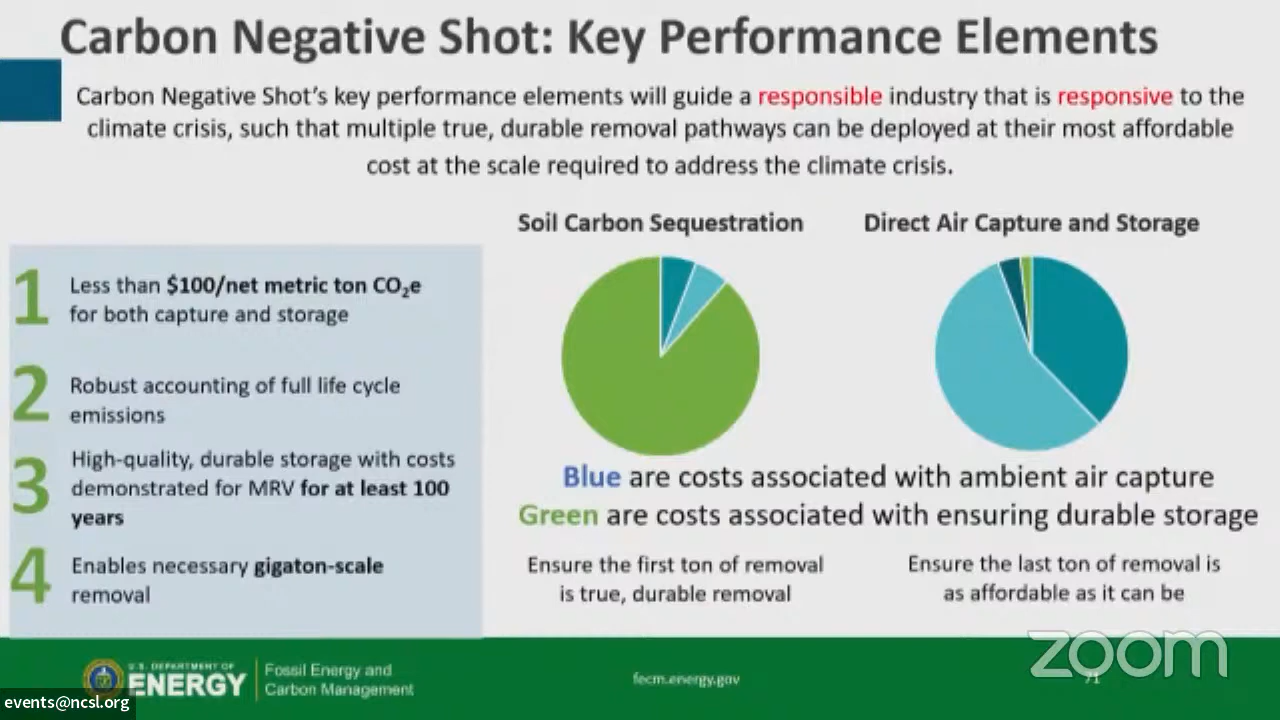 Carbon Negative Shot: Key Performance Elements
Carbon Negative Shot's key performance elements will guide a responsible industry that is responsive to the
climate crisis, such that multiple true, durable removal pathways can be deployed at their most affordable
cost at the scale required to address the climate crisis.
1
Less than $100/net metric ton CO₂e
for both capture and storage
2
Robust accounting of full life cycle
emissions
3
High-quality, durable storage with costs
demonstrated for MRV for at least 100
years
4
Enables necessary gigaton-scale
removal
Soil Carbon Sequestration
Direct Air Capture and Storage
Blue are costs associated with ambient air capture
Green are costs associated with ensuring durable storage
Ensure the first ton of removal
is true, durable removal
Ensure the last ton of removal is
as affordable as it can be
zoom
U.S. DEPARTMENT OF
ENERGY
Fossil Energy and
Carbon Management
fecm.energy.gov
events@ncsl.org